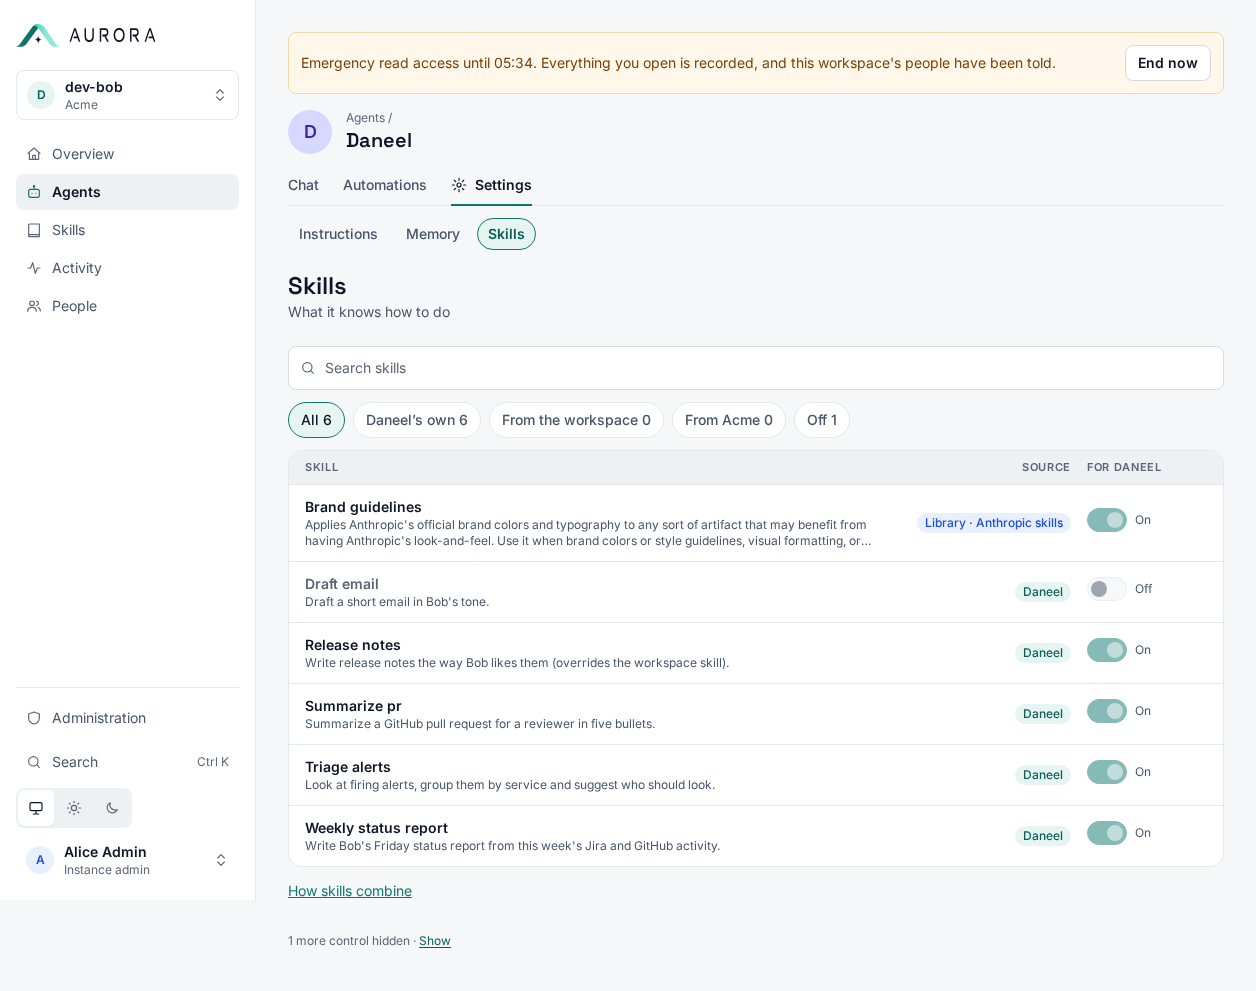 AURORA
D
dev-bob
Acme
Overview
Agents
Skills
Activity
People
Administration
Search
Ctrl K
A
Alice Admin
Instance admin
Emergency read access until 05:34. Everything you open is recorded, and this workspace's people have been told.
End now
D
Agents /
Daneel
Chat
Automations
Settings
Instructions
Memory
Skills
Skills
What it knows how to do
Search skills
All 6
Daneel’s own 6
From the workspace 0
From Acme 0
Off 1
SKILL
SOURCE
FOR DANEEL
Brand guidelines
Applies Anthropic's official brand colors and typography to any sort of artifact that may benefit from
having Anthropic's look-and-feel. Use it when brand colors or style guidelines, visual formatting, or…
Library · Anthropic skills
On
Draft email
Draft a short email in Bob's tone.
Daneel
Off
Release notes
Write release notes the way Bob likes them (overrides the workspace skill).
Daneel
On
Summarize pr
Summarize a GitHub pull request for a reviewer in five bullets.
Daneel
On
Triage alerts
Look at firing alerts, group them by service and suggest who should look.
Daneel
On
Weekly status report
Write Bob's Friday status report from this week's Jira and GitHub activity.
Daneel
On
How skills combine
1 more control hidden · Show